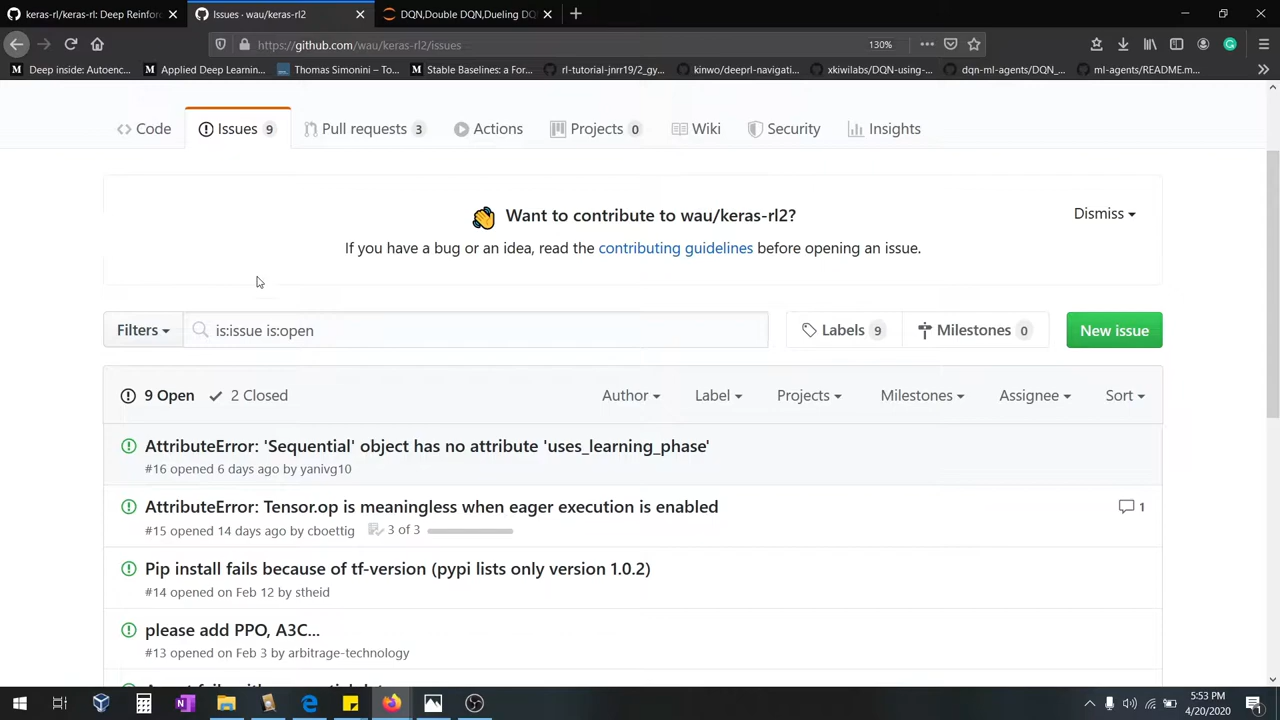 keras-rl/keras-rl: Deep Reinforc
Issues · wau/keras-rl2
DQN,Double DQN,Dueling DQN
https://github.com/wau/keras-rl2/issues
130%
Deep inside: Autoenc...
Applied Deep Learnin...
Thomas Simonini – To...
Stable Baselines: a For...
rl-tutorial-jnrr19/2_gy...
kinwo/deeprl-navigati...
xkiwilabs/DQN-using-...
dqn-ml-agents/DQN_...
ml-agents/README.m...
Code
Issues 9
Pull requests 3
Actions
Projects 0
Wiki
Security
Insights
Want to contribute to wau/keras-rl2?
Dismiss
If you have a bug or an idea, read the contributing guidelines before opening an issue.
Filters
is:issue is:open
Labels 9
Milestones 0
New issue
9 Open
2 Closed
Author
Label
Projects
Milestones
Assignee
Sort
AttributeError: 'Sequential' object has no attribute 'uses_learning_phase'
#16 opened 6 days ago by yanivg10
AttributeError: Tensor.op is meaningless when eager execution is enabled
1
#15 opened 14 days ago by cboettig
3 of 3
Pip install fails because of tf-version (pypi lists only version 1.0.2)
#14 opened on Feb 12 by stheid
please add PPO, A3C...
#13 opened on Feb 3 by arbitrage-technology
5:53 PM
4/20/2020